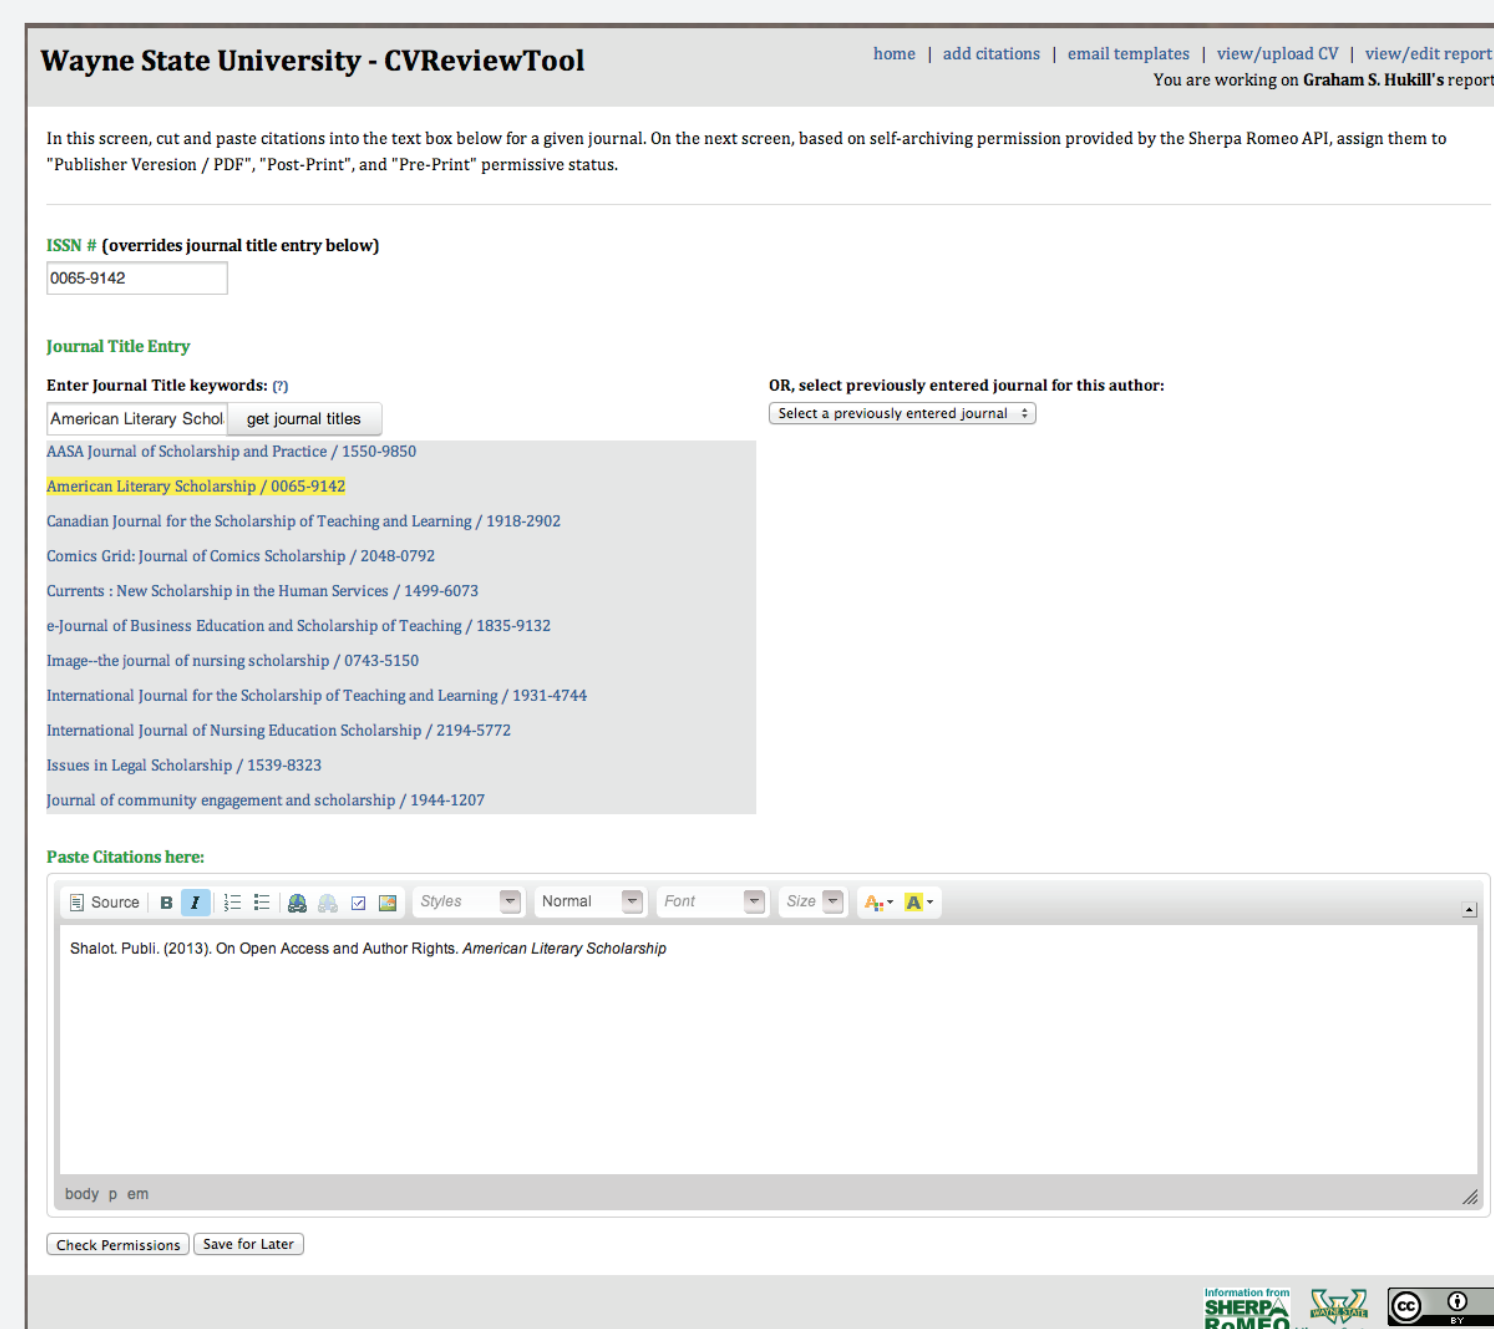 Wayne State University - CVReviewTool
home | add citations | email templates | view/upload CV | view/edit report
You are working on Graham S. Hukill's report
In this screen, cut and paste citations into the text box below for a given journal. On the next screen, based on self-archiving permission provided by the Sherpa Romeo API, assign them to
"Publisher Veresion / PDF", "Post-Print", and "Pre-Print" permissive status.
ISSN # (overrides journal title entry below)
0065-9142
Journal Title Entry
Enter Journal Title keywords: (?)
American Literary Schol
get journal titles
OR, select previously entered journal for this author:
Select a previously entered journal
AASA Journal of Scholarship and Practice / 1550-9850
American Literary Scholarship / 0065-9142
Canadian Journal for the Scholarship of Teaching and Learning / 1918-2902
Comics Grid: Journal of Comics Scholarship / 2048-0792
Currents : New Scholarship in the Human Services / 1499-6073
e-Journal of Business Education and Scholarship of Teaching / 1835-9132
Image--the journal of nursing scholarship / 0743-5150
International Journal for the Scholarship of Teaching and Learning / 1931-4744
International Journal of Nursing Education Scholarship / 2194-5772
Issues in Legal Scholarship / 1539-8323
Journal of community engagement and scholarship / 1944-1207
Paste Citations here:
Source B I Styles Normal Font Size A A
Shalot. Publi. (2013). On Open Access and Author Rights. American Literary Scholarship
body p em
Check Permissions Save for Later
Information from
SHERPA
RoMEO
WAYNE STATE
cc BY